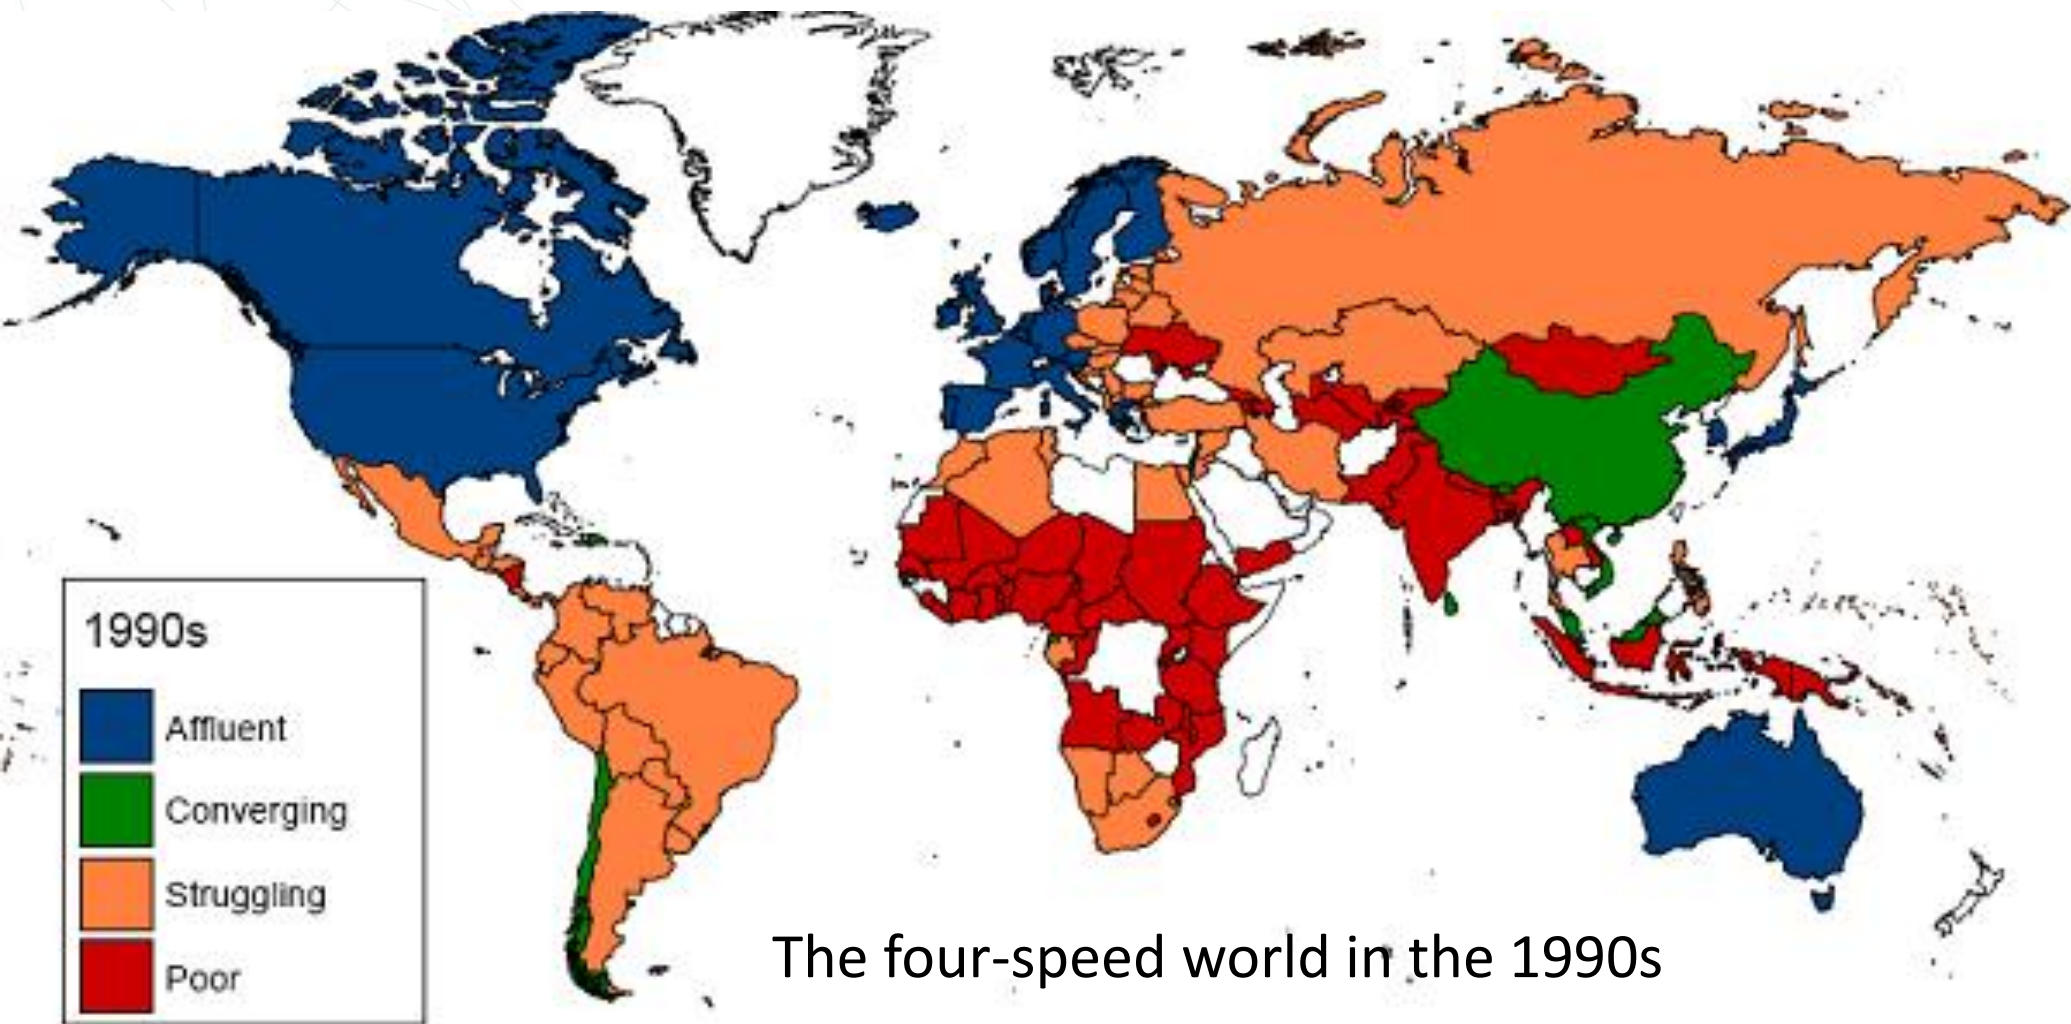 1990s
Affluent
Converging
Struggling
Poor
The four-speed world in the 1990s